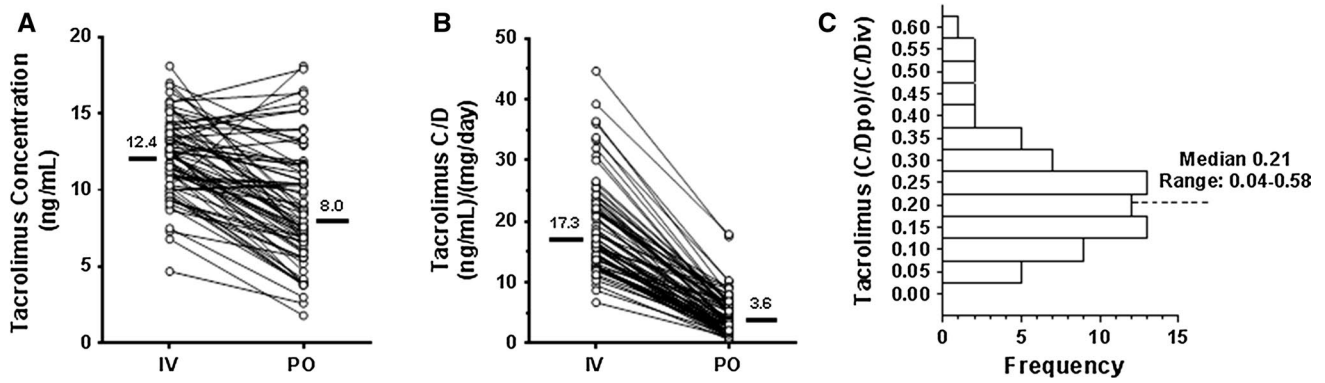 A
Tacrolimus Concentration
(ng/mL)
20
15
10
5
0
12.4
8.0
IV
PO
B
Tacrolimus C/D
(ng/mL)/(mg/day)
50
40
30
20
10
0
17.3
3.6
IV
PO
C
Tacrolimus (C/Dpo)/(C/Div)
0.60
0.55
0.50
0.45
0.40
0.35
0.30
0.25
0.20
0.15
0.10
0.05
0.00
Median 0.21
Range: 0.04-0.58
0
5
10
15
Frequency